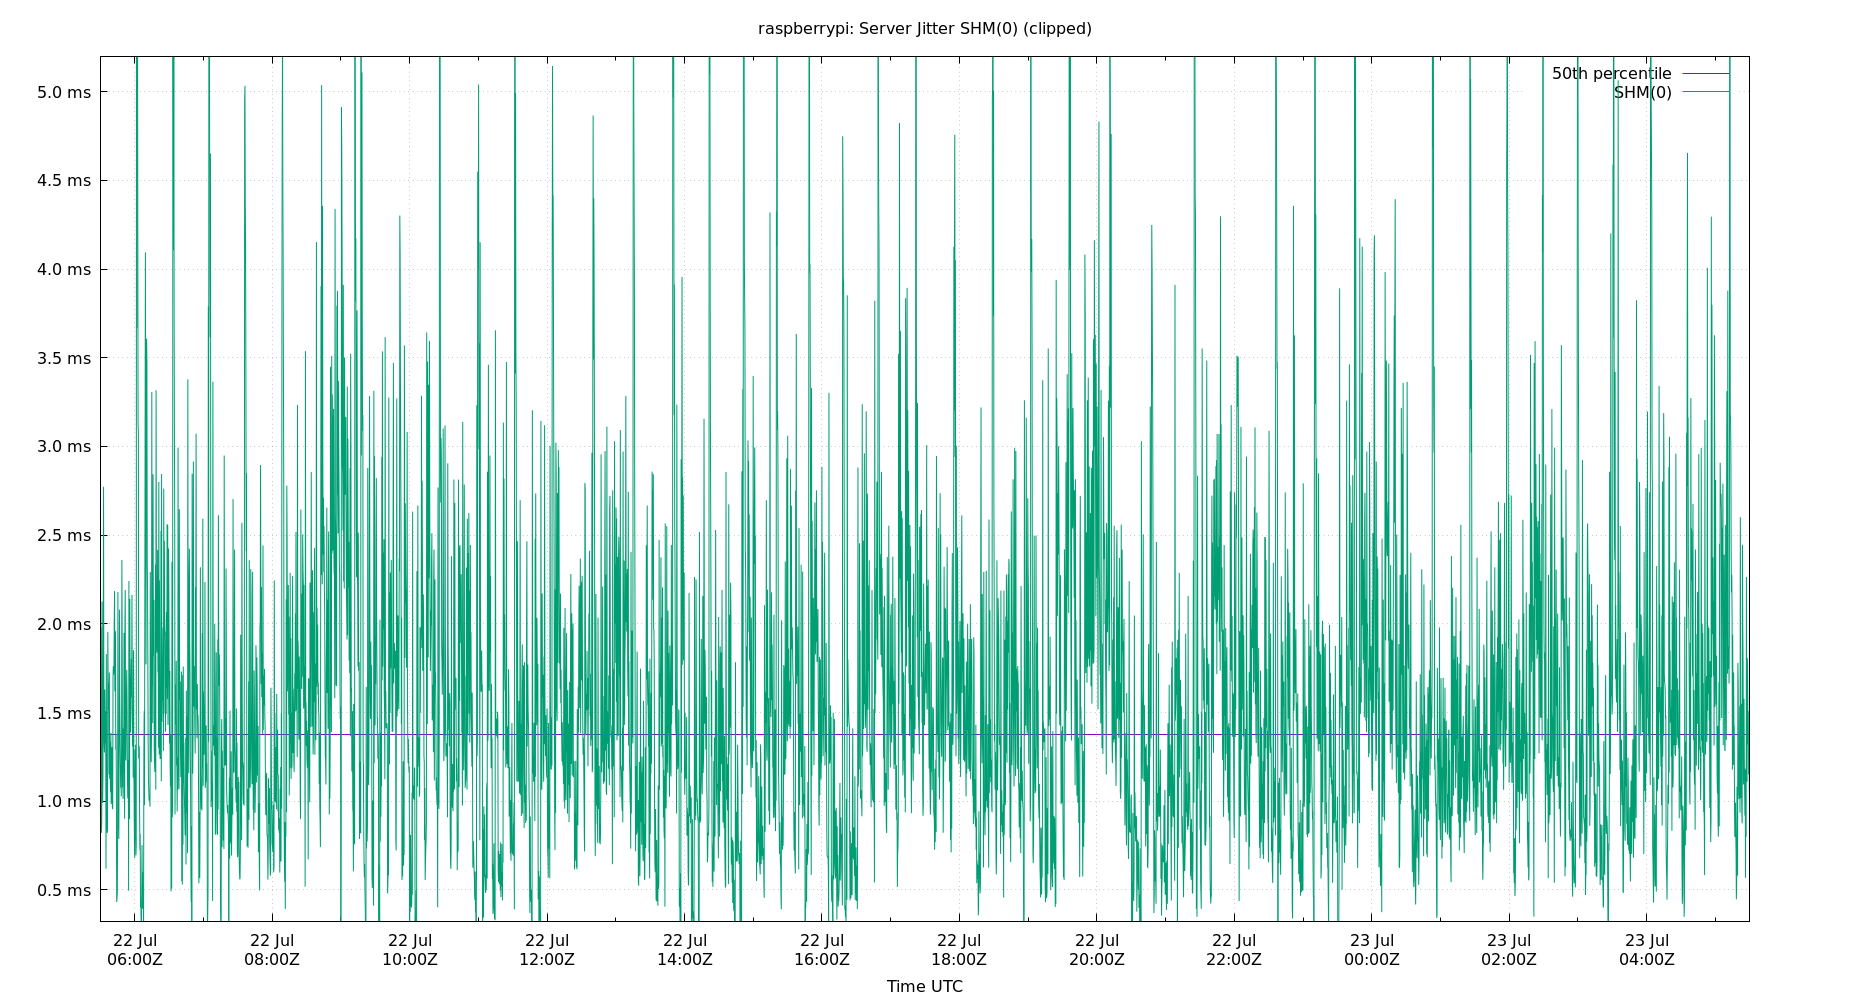 raspberrypi: Server Jitter SHM(0) (clipped)
50th percentile
SHM(0)
5.0 ms
4.5 ms
4.0 ms
3.5 ms
3.0 ms
2.5 ms
2.0 ms
1.5 ms
1.0 ms
0.5 ms
22 Jul 22 Jul 22 Jul 22 Jul 22 Jul 22 Jul 22 Jul 22 Jul 22 Jul 23 Jul 23 Jul 23 Jul
06:00Z 08:00Z 10:00Z 12:00Z 14:00Z 16:00Z 18:00Z 20:00Z 22:00Z 00:00Z 02:00Z 04:00Z
Time UTC